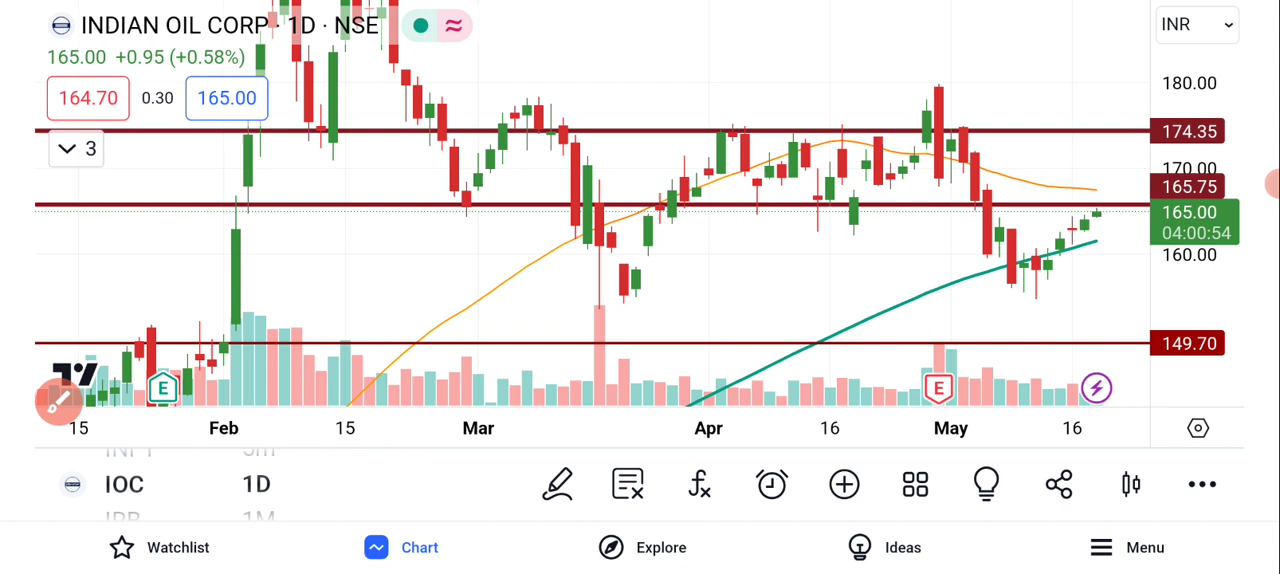 INDIAN OIL CORP · 1D · NSE
INR
165.00 +0.95 (+0.58%)
164.70 0.30 165.00
3
180.00
174.35
170.00
165.75
165.00
04:00:54
160.00
149.70
E E
15 Feb 15 Mar Apr 16 May 16
IOC 1D
Watchlist Chart Explore Ideas Menu